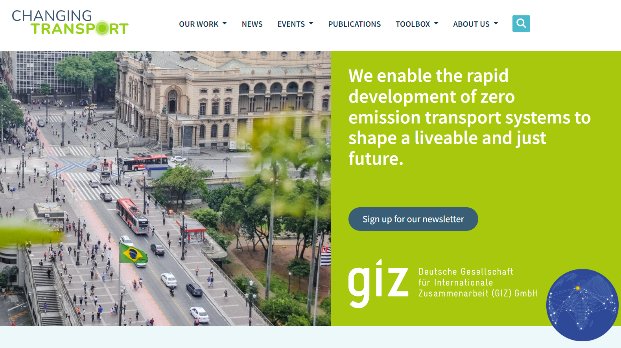 CHANGING
TRANSPORT
OUR WORK
NEWS
EVENTS
PUBLICATIONS
TOOLBOX
ABOUT US
We enable the rapid
development of zero
emission transport systems to
shape a liveable and just
future.
Sign up for our newsletter
giz
Deutsche Gesellschaft
für Internationale
Zusammenarbeit (GIZ) GmbH